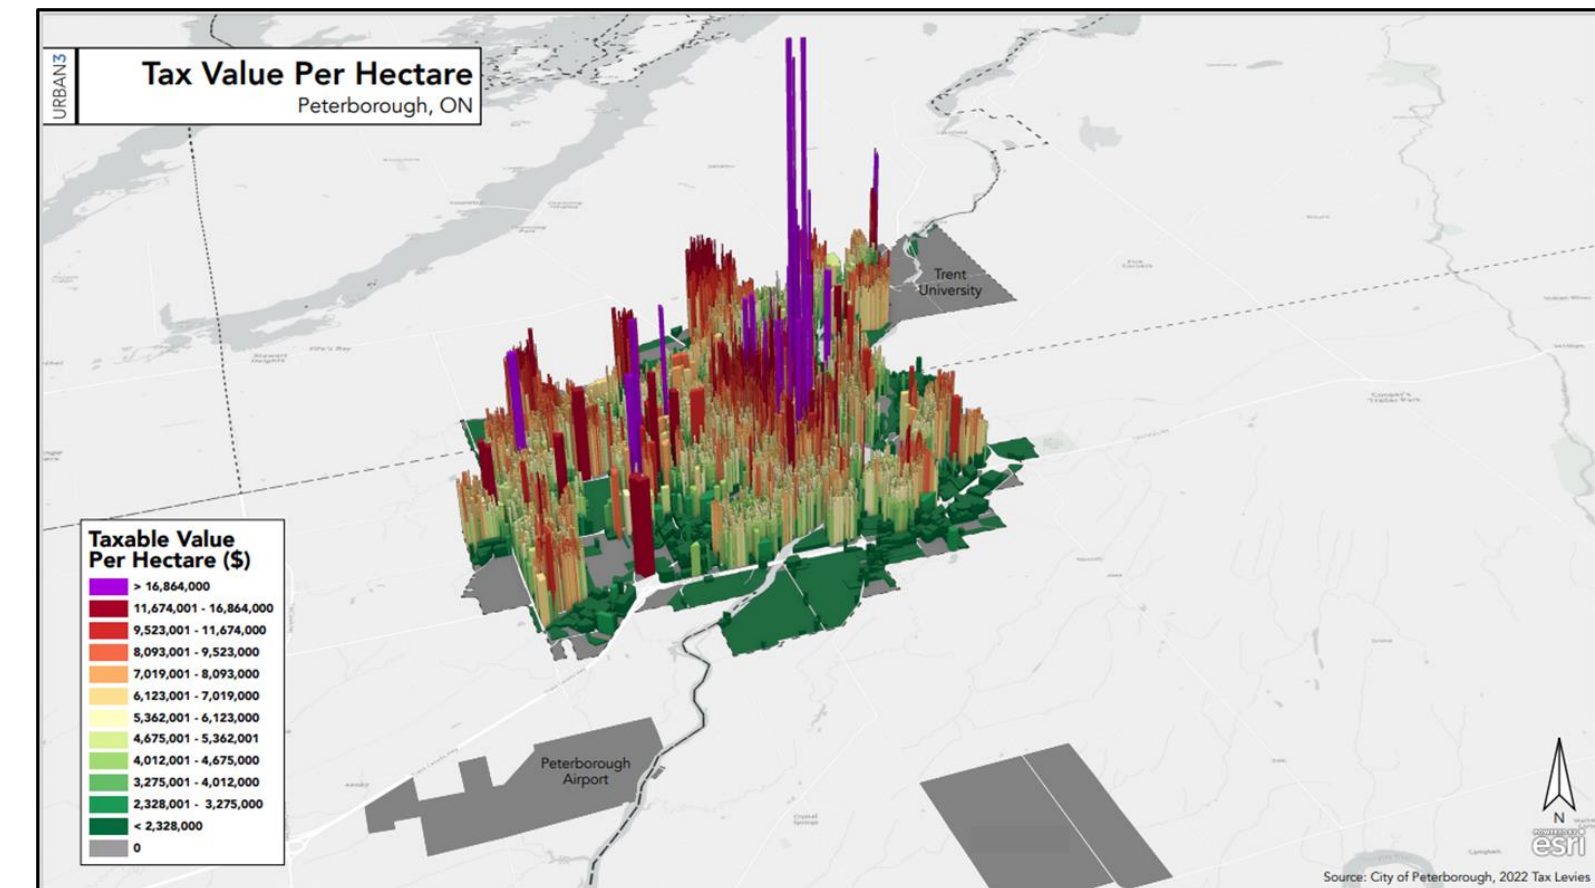 URBAN3
Tax Value Per Hectare
Peterborough, ON
Trent
University
Taxable Value
Per Hectare ($)
> 16,864,000
11,674,001 - 16,864,000
9,523,001 - 11,674,000
8,093,001 - 9,523,000
7,019,001 - 8,093,000
6,123,001 - 7,019,000
5,362,001 - 6,123,000
4,675,001 - 5,362,001
4,012,001 - 4,675,000
3,275,001 - 4,012,000
2,328,001 - 3,275,000
< 2,328,000
0
Peterborough
Airport
N
POWERED BY
esri
Source: City of Peterborough, 2022 Tax Levies